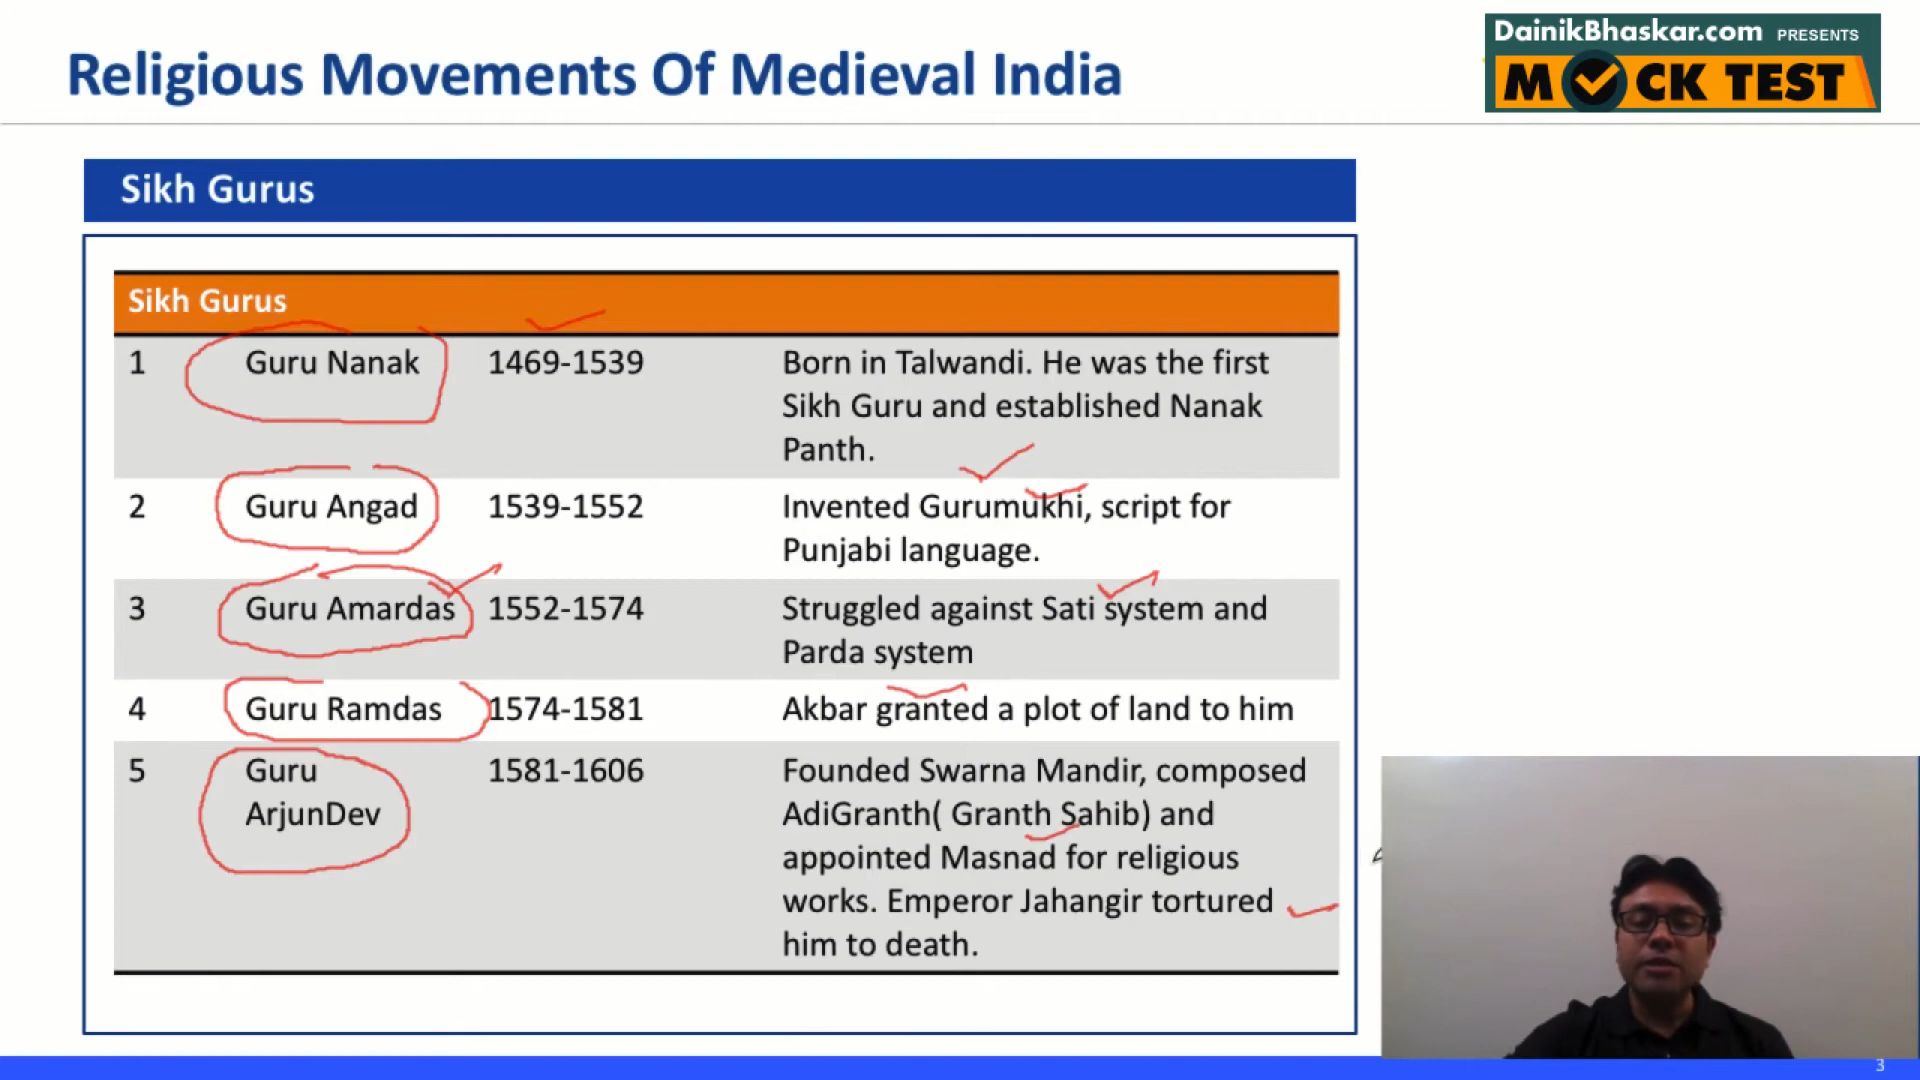 Religious Movements Of Medieval India
DainikBhaskar.com PRESENTS
MOCK TEST
Sikh Gurus
Sikh Gurus
1 Guru Nanak 1469-1539 Born in Talwandi. He was the first
Sikh Guru and established Nanak
Panth.
2 Guru Angad 1539-1552 Invented Gurumukhi, script for
Punjabi language.
3 Guru Amardas 1552-1574 Struggled against Sati system and
Parda system
4 Guru Ramdas 1574-1581 Akbar granted a plot of land to him
5 Guru 1581-1606 Founded Swarna Mandir, composed
ArjunDev AdiGranth( Granth Sahib) and
appointed Masnad for religious
works. Emperor Jahangir tortured
him to death.
3